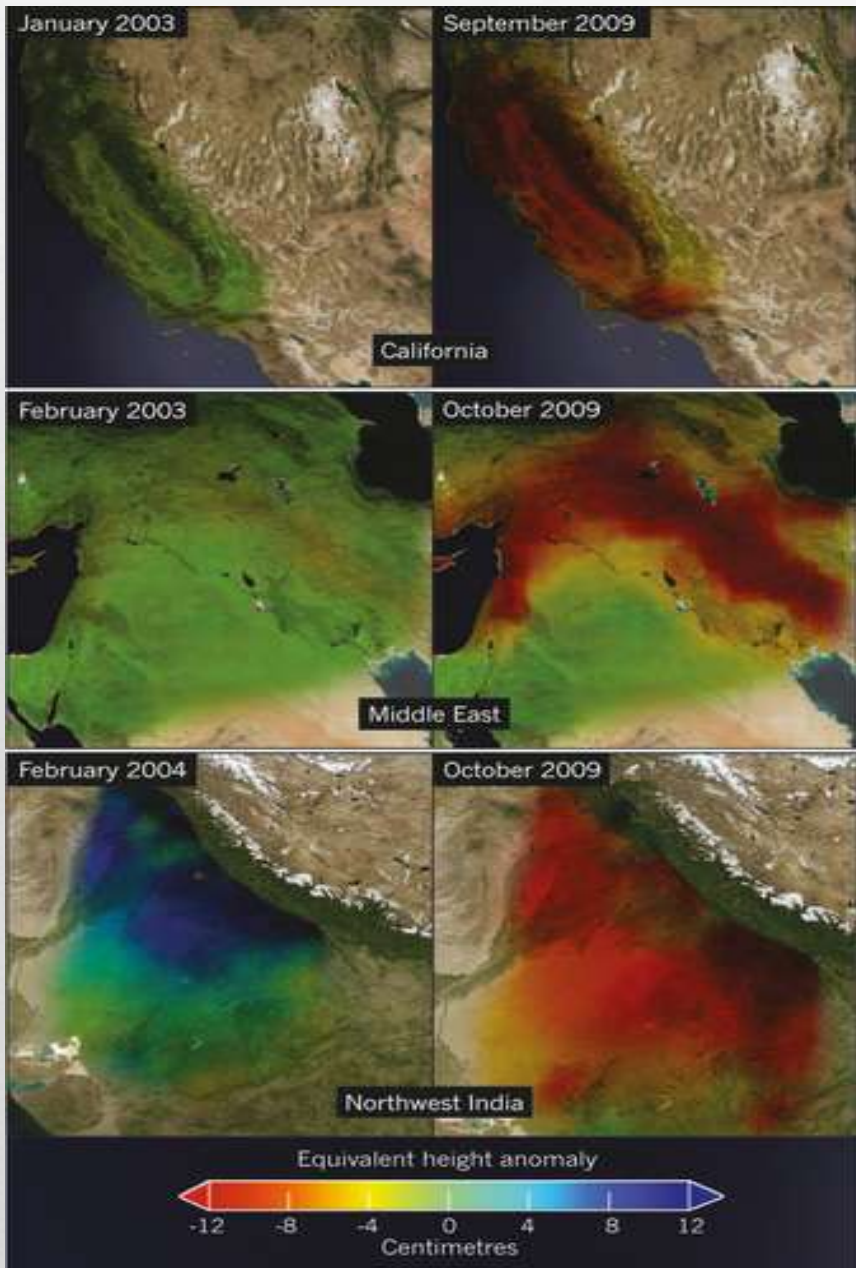 January 2003
September 2009
California
February 2003
October 2009
Middle East
February 2004
October 2009
Northwest India
Equivalent height anomaly
-12 -8 -4 0 4 8 12
Centimetres